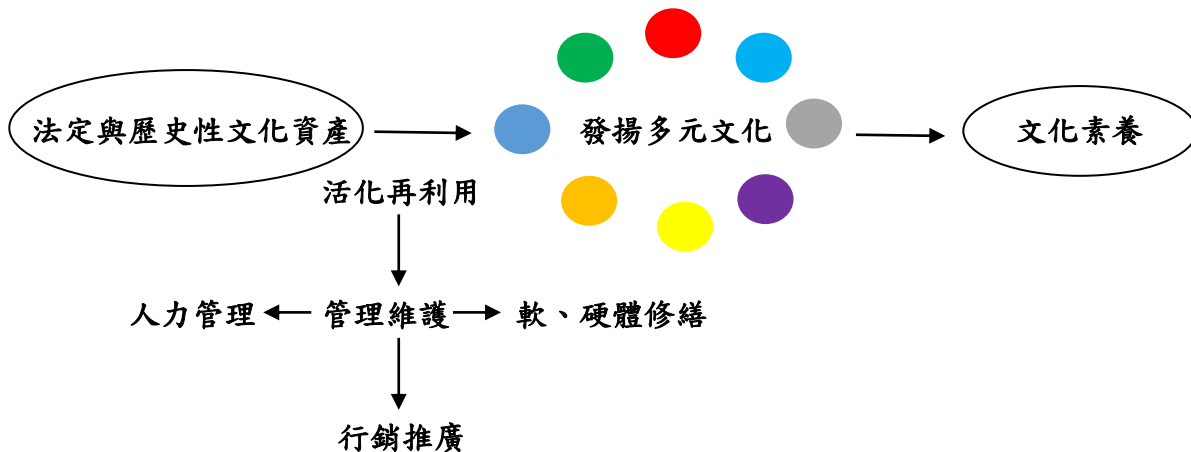 法定與歷史性文化資產
發揚多元文化
文化素養
活化再利用
人力管理
管理維護
軟、硬體修繕
行銷推廣